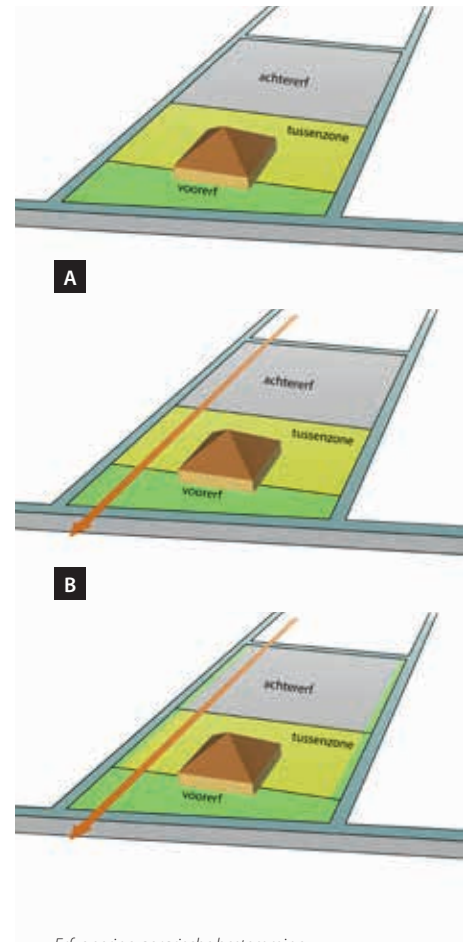 achtererf
tussenzone
voorerf
A
achtererf
tussenzone
voorerf
B
achtererf
tussenzone
voorerf